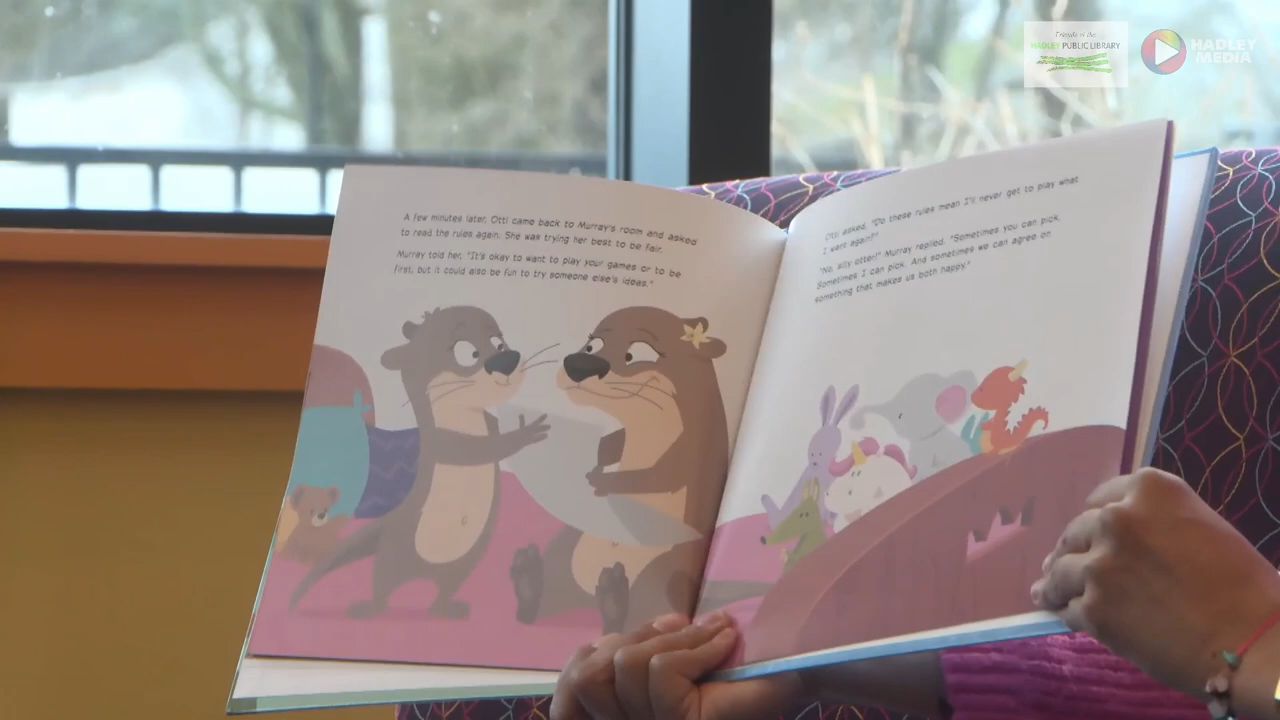 Friends of the
HADLEY PUBLIC LIBRARY
HADLEY
MEDIA
A few minutes later, Otti came back to Murray's room and asked
to read the rules again. She was trying her best to be fair.
Murray told her, "It's okay to want to play your games or to be
first, but it could also be fun to try someone else's ideas."
Otti asked, "Do these rules mean I'll never get to play what
I want again?"
"No, silly otter!" Murray replied. "Sometimes you can pick.
Sometimes I can pick. And sometimes we can agree on
something that makes us both happy."